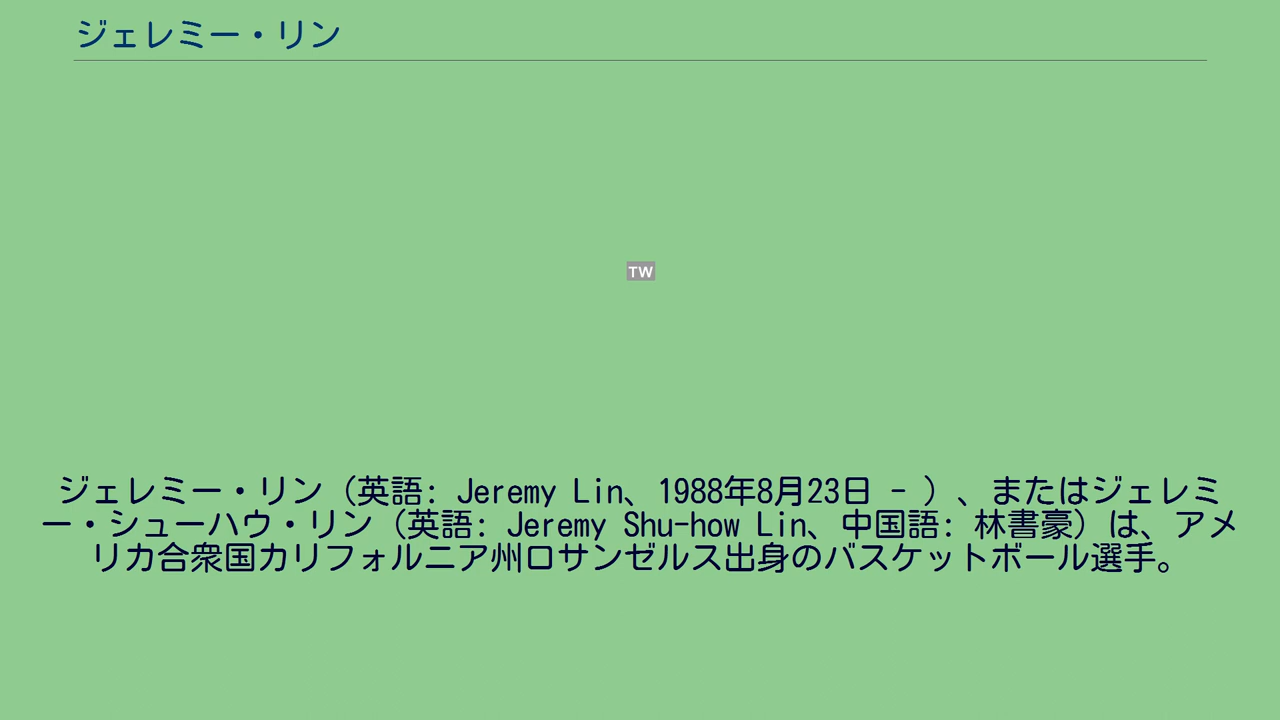 ジェレミー・リン
TW
ジェレミー・リン（英語: Jeremy Lin、1988年8月23日 - ）、またはジェレミ
ー・シューハウ・リン（英語: Jeremy Shu-how Lin、中国語: 林書豪）は、アメ
リカ合衆国カリフォルニア州ロサンゼルス出身のバスケットボール選手。